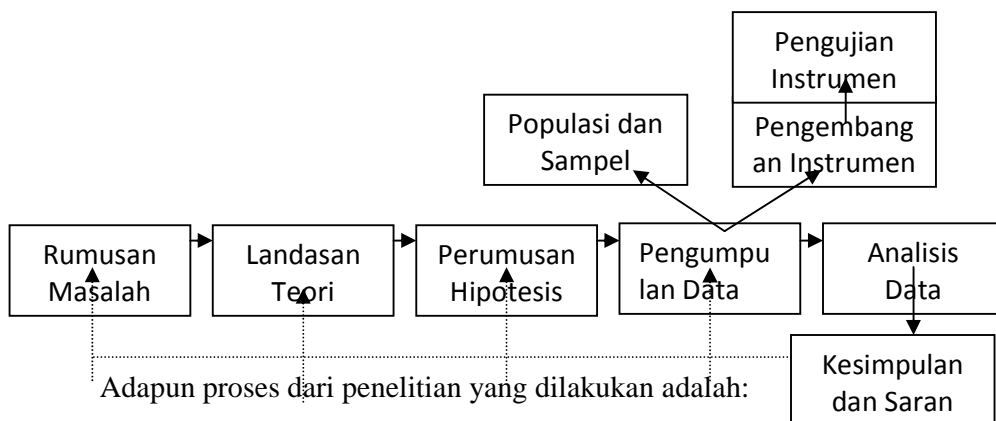 Pengujian
Instrumen
Populasi dan
Sampel
Pengembang
an Instrumen
Rumusan
Masalah
Landasan
Teori
Perumusan
Hipotesis
Pengumpu
lan Data
Analisis
Data
Kesimpulan
dan Saran
Adapun proses dari penelitian yang dilakukan adalah: